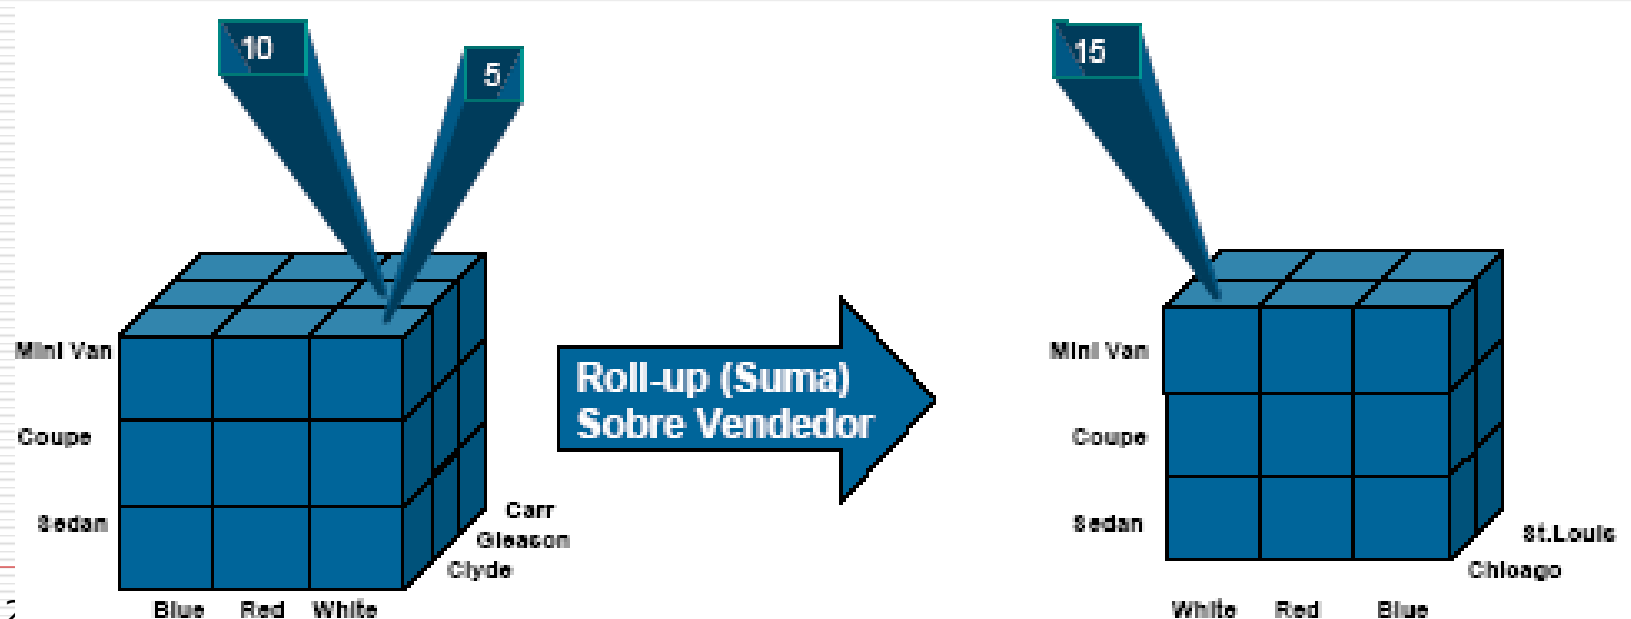 10
5
15
Mini Van
Coupe
Sedan
Carr
Gleason
Clyde
Blue Red White
Roll-up (Suma)
Sobre Vendedor
Mini Van
Coupe
Sedan
St.Louis
Chicago
White Red Blue